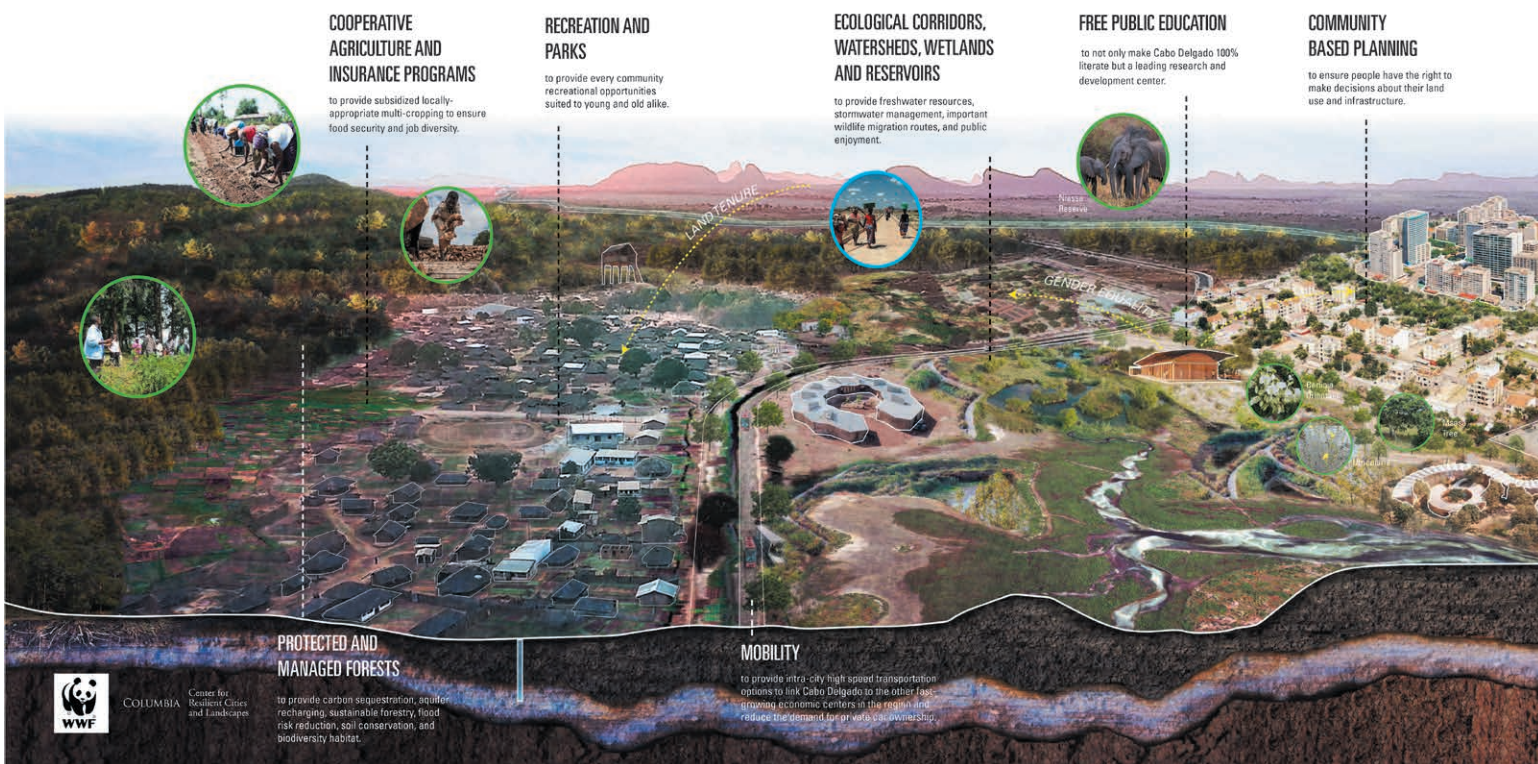 COOPERATIVE
AGRICULTURE AND
INSURANCE PROGRAMS
to provide subsidized locally-
appropriate multi-cropping to ensure
food security and job diversity.
RECREATION AND
PARKS
to provide every community
recreational opportunities
suited to young and old alike.
ECOLOGICAL CORRIDORS,
WATERSHEDS, WETLANDS
AND RESERVOIRS
to provide freshwater resources,
stormwater management, important
wildlife migration routes, and public
enjoyment.
FREE PUBLIC EDUCATION
to not only make Cabo Delgado 100%
literate but a leading research and
development center.
COMMUNITY
BASED PLANNING
to ensure people have the right to
make decisions about their land
use and infrastructure.
LAND TENURE
Niassa
Reserve
GENDER EQUALITY
Tree
PROTECTED AND
MANAGED FORESTS
to provide carbon sequestration, aquifer
recharging, sustainable forestry, flood
risk reduction, soil conservation, and
biodiversity habitat.
MOBILITY
to provide intra-city high speed transportation
options to link Cabo Delgado to the other fast-
growing economic centers in the region and
reduce the demand for private car ownership.
WWF
COLUMBIA
Center for
Resilient Cities
and Landscapes